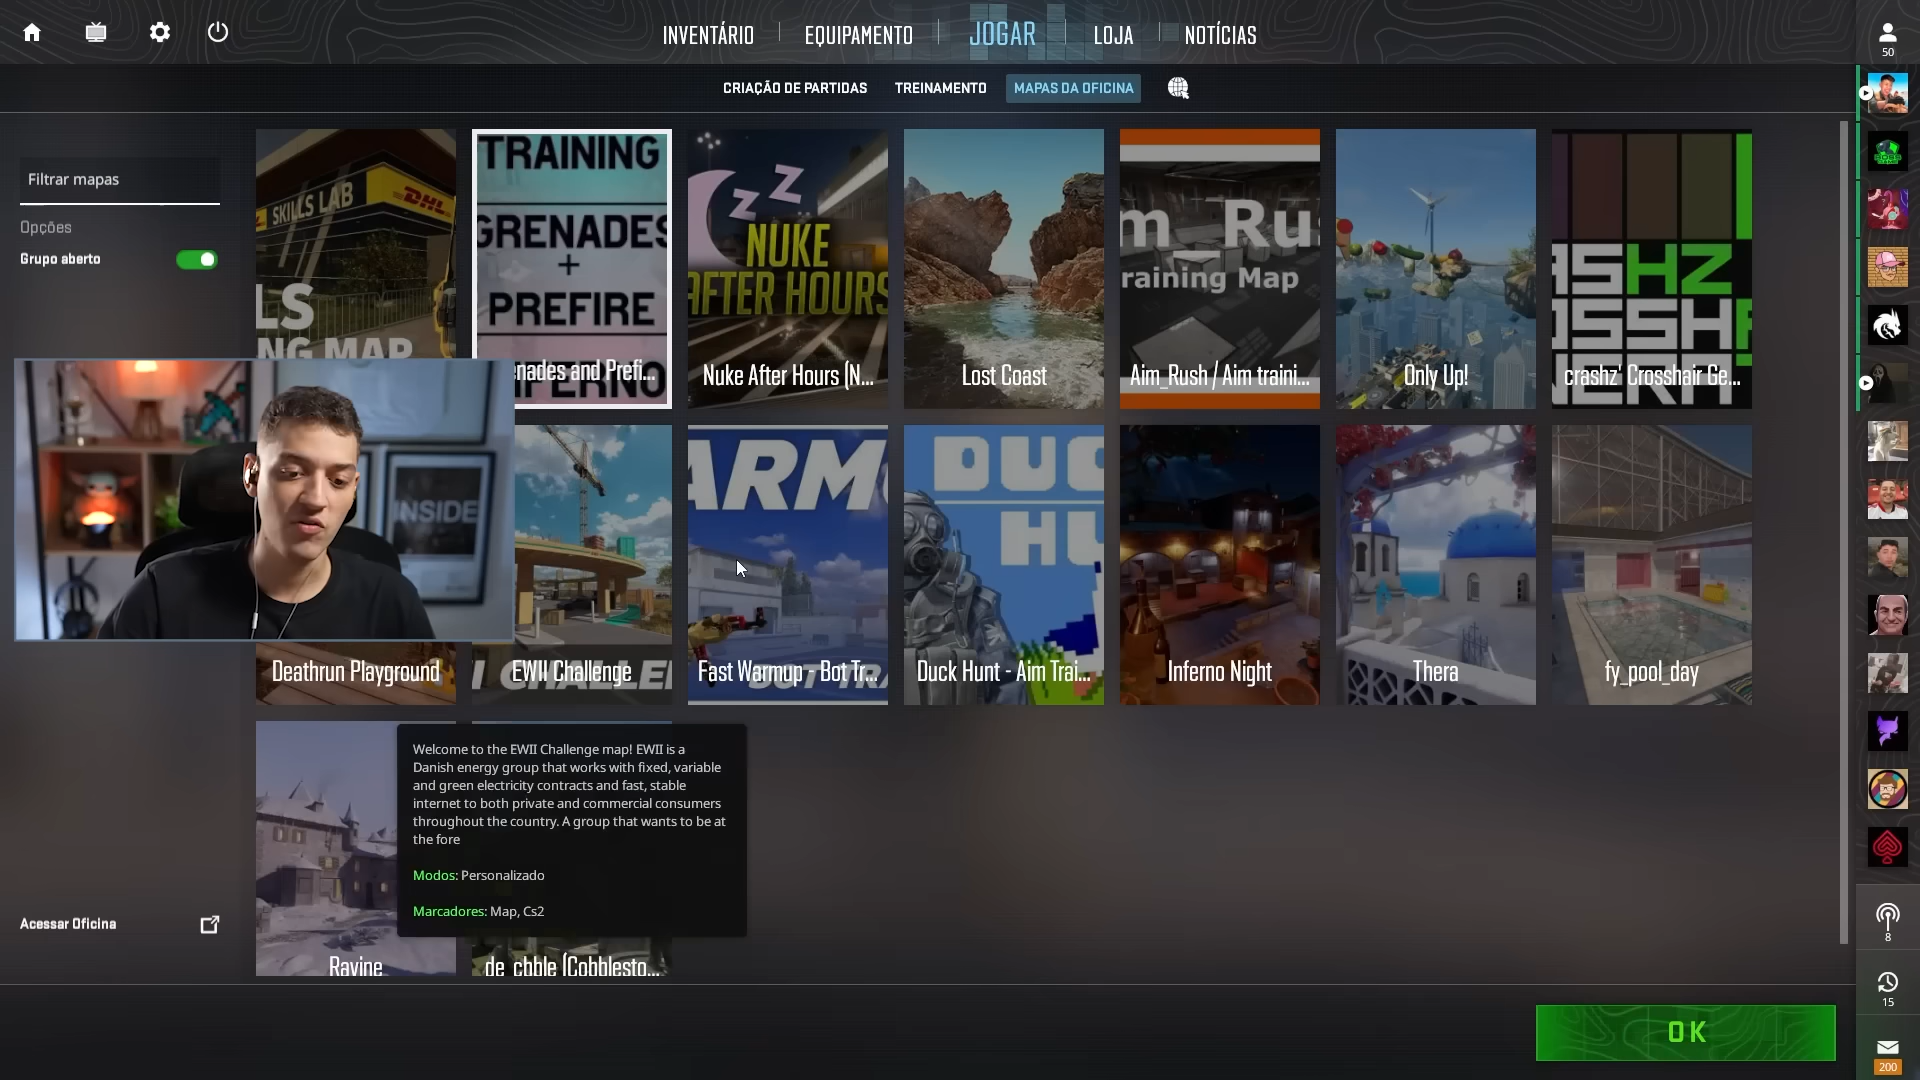 INVENTÁRIO
EQUIPAMENTO
JOGAR
LOJA
NOTÍCIAS
50
CRIAÇÃO DE PARTIDAS
TREINAMENTO
MAPAS DA OFICINA
Filtrar mapas
Opções
Grupo aberto
SKILLS LAB
DHL
TRAINING
GRENADES
+
PREFIRE
Z Z
NUKE
AFTER HOURS
Nuke After Hours (N...
Lost Coast
raining Map
Aim_Rush / Aim traini...
Only Up!
crashz' Crosshair Ge...
INSIDE
Deathrun Playground
EWII Challenge
Fast Warmup - Bot Tr...
Duck Hunt - Aim Trai...
Inferno Night
Thera
fy_pool_day
Welcome to the EWII Challenge map! EWII is a
Danish energy group that works with fixed, variable
and green electricity contracts and fast, stable
internet to both private and commercial consumers
throughout the country. A group that wants to be at
the fore
Modos: Personalizado
Marcadores: Map, Cs2
Ravine
de_cbble (Cobblesto...
Acessar Oficina
8
15
200
OK